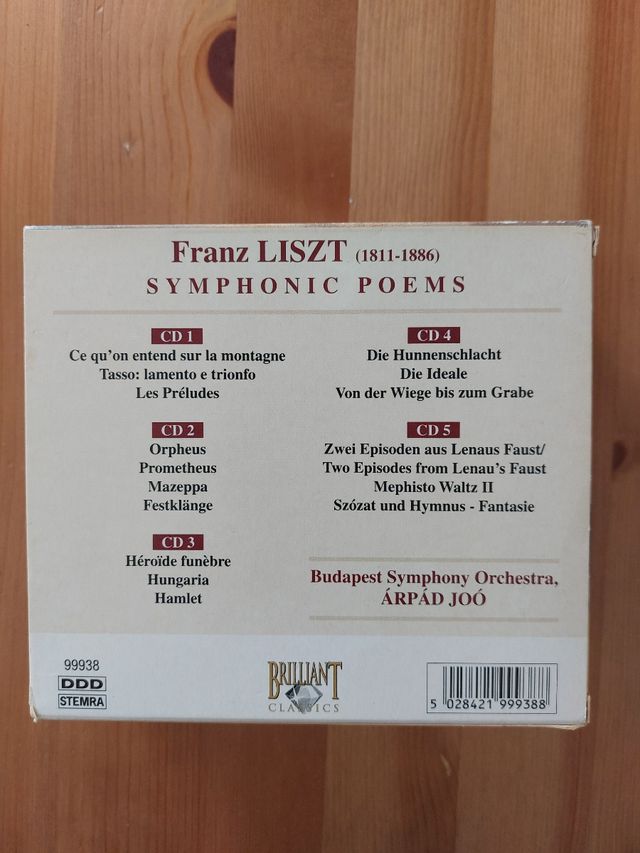 Franz LISZT (1811-1886)
SYMPHONIC POEMS
CD 1
Ce qu'on entend sur la montagne
Tasso: lamento e trionfo
Les Préludes
CD 2
Orpheus
Prometheus
Mazeppa
Festklänge
CD 3
Héroïde funèbre
Hungaria
Hamlet
CD 4
Die Hunnenschlacht
Die Ideale
Von der Wiege bis zum Grabe
CD 5
Zwei Episoden aus Lenaus Faust/
Two Episodes from Lenau's Faust
Mephisto Waltz II
Szózat und Hymnus - Fantasie
Budapest Symphony Orchestra,
ÁRPÁD JOÓ
99938
DDD
STEMRA
BRILLIANT
CLASSICS
5 028421 999388